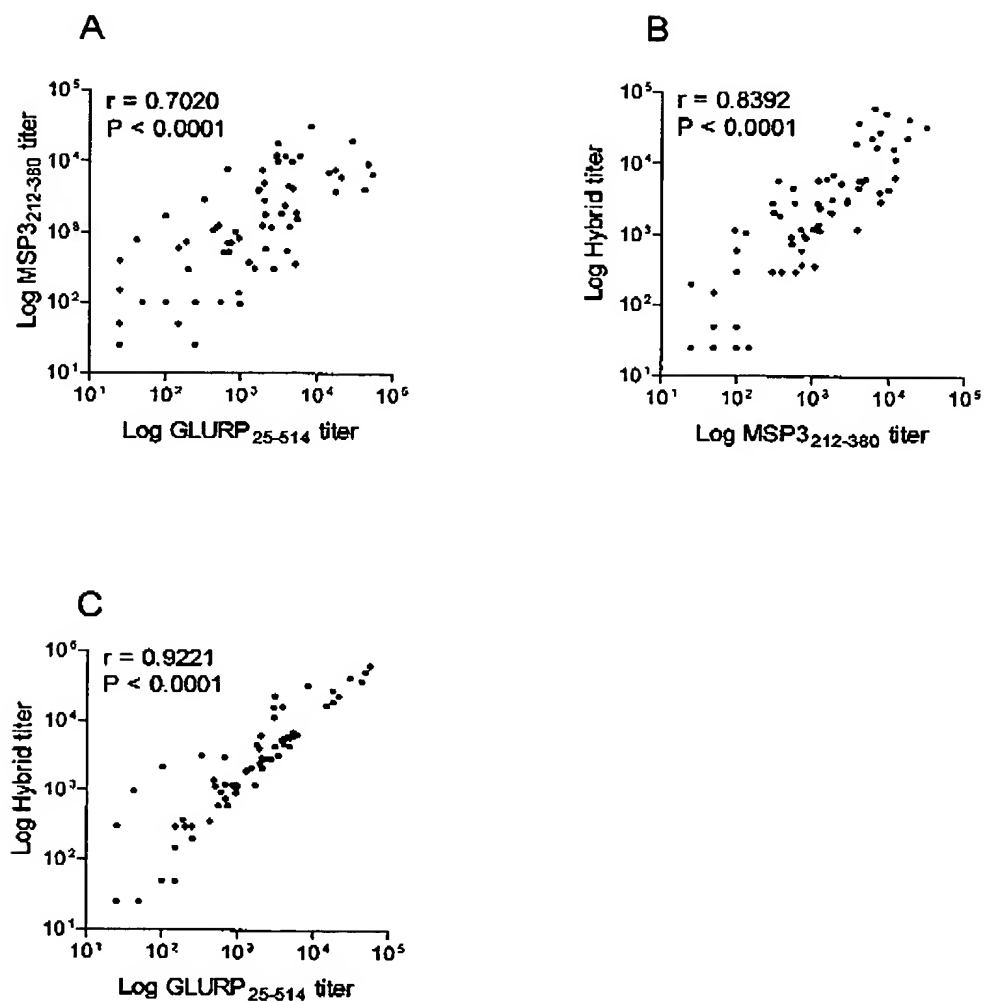 A
r = 0.7020
P < 0.0001
Log MSP3212-380 titer
10⁵
10⁴
10³
10²
10¹
10¹ 10² 10³ 10⁴ 10⁵
Log GLURP25-514 titer
B
r = 0.8392
P < 0.0001
Log Hybrid titer
10⁵
10⁴
10³
10²
10¹
10¹ 10² 10³ 10⁴ 10⁵
Log MSP3212-380 titer
C
r = 0.9221
P < 0.0001
Log Hybrid titer
10⁶
10⁴
10³
10²
10¹
10¹ 10² 10³ 10⁴ 10⁵
Log GLURP25-514 titer